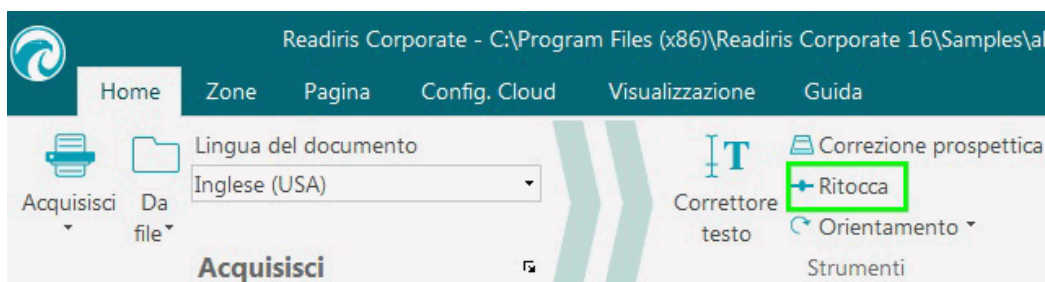 Readiris Corporate - C:\Program Files (x86)\Readiris Corporate 16\Samples\al
Home Zone Pagina Config. Cloud Visualizzazione Guida
Acquisisci
Da file
Lingua del documento
Inglese (USA)
Acquisisci
Correttore
testo
Correzione prospettica
Ritocca
Orientamento
Strumenti